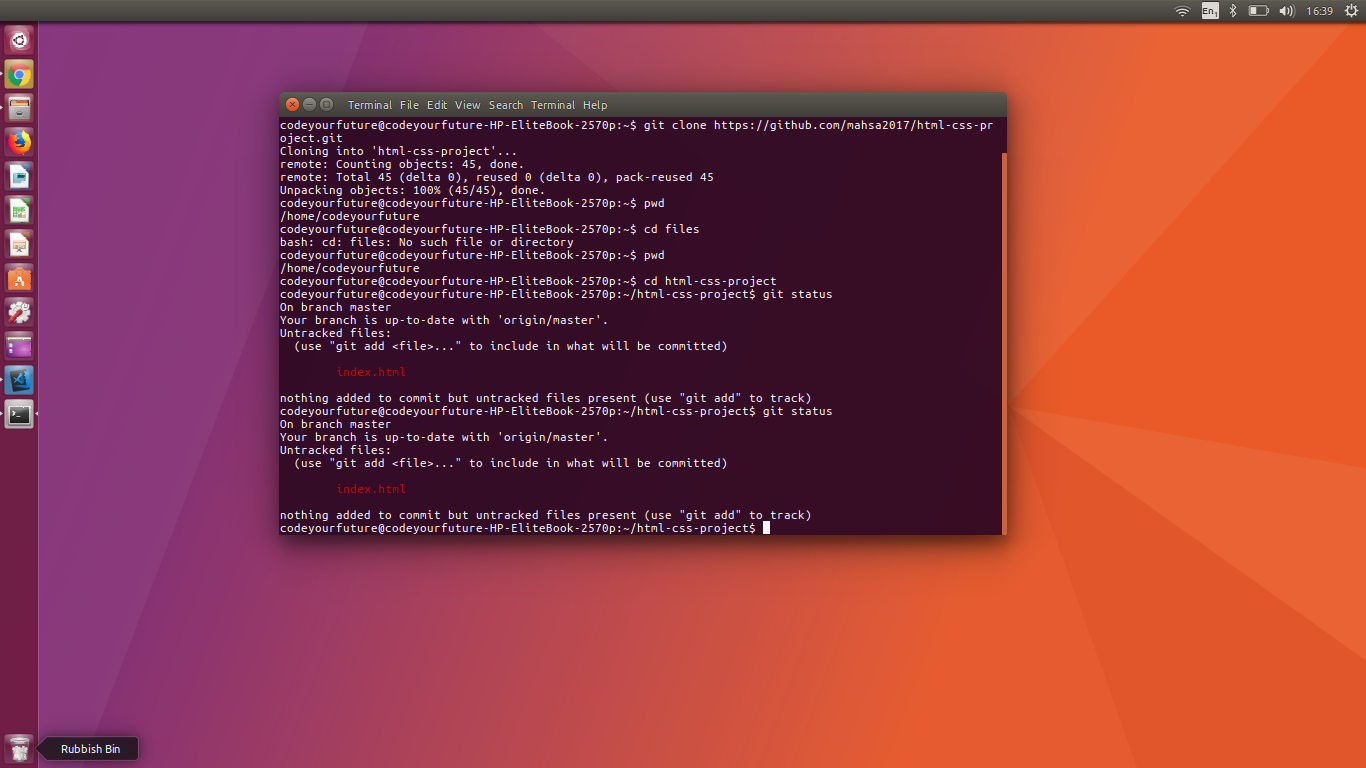 En1
16:39
Terminal File Edit View Search Terminal Help
codeyourfuture@codeyourfuture-HP-EliteBook-2570p:~$ git clone https://github.com/mahsa2017/html-css-pr
oject.git
Cloning into 'html-css-project'...
remote: Counting objects: 45, done.
remote: Total 45 (delta 0), reused 0 (delta 0), pack-reused 45
Unpacking objects: 100% (45/45), done.
codeyourfuture@codeyourfuture-HP-EliteBook-2570p:~$ pwd
/home/codeyourfuture
codeyourfuture@codeyourfuture-HP-EliteBook-2570p:~$ cd files
bash: cd: files: No such file or directory
codeyourfuture@codeyourfuture-HP-EliteBook-2570p:~$ pwd
/home/codeyourfuture
codeyourfuture@codeyourfuture-HP-EliteBook-2570p:~$ cd html-css-project
codeyourfuture@codeyourfuture-HP-EliteBook-2570p:~/html-css-project$ git status
On branch master
Your branch is up-to-date with 'origin/master'.
Untracked files:
  (use "git add <file>..." to include in what will be committed)
        index.html
nothing added to commit but untracked files present (use "git add" to track)
codeyourfuture@codeyourfuture-HP-EliteBook-2570p:~/html-css-project$ git status
On branch master
Your branch is up-to-date with 'origin/master'.
Untracked files:
  (use "git add <file>..." to include in what will be committed)
        index.html
nothing added to commit but untracked files present (use "git add" to track)
codeyourfuture@codeyourfuture-HP-EliteBook-2570p:~/html-css-project$
Rubbish Bin